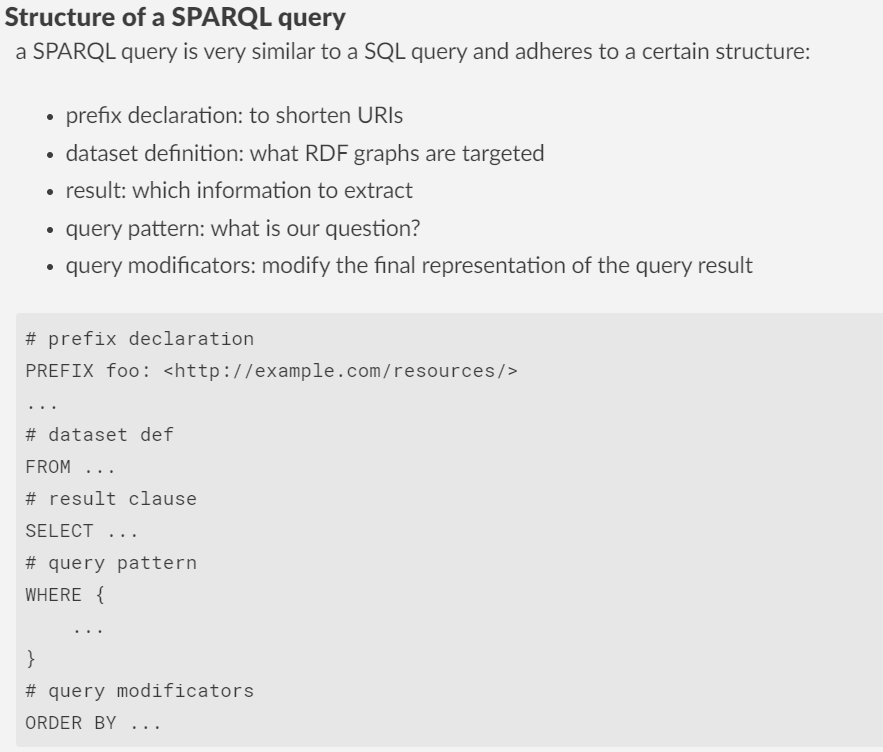 Structure of a SPARQL query
a SPARQL query is very similar to a SQL query and adheres to a certain structure:
• prefix declaration: to shorten URIs
• dataset definition: what RDF graphs are targeted
• result: which information to extract
• query pattern: what is our question?
• query modificators: modify the final representation of the query result
# prefix declaration
PREFIX foo: <http://example.com/resources/>
...
# dataset def
FROM ...
# result clause
SELECT ...
# query pattern
WHERE {
    ...
}
# query modificators
ORDER BY ...